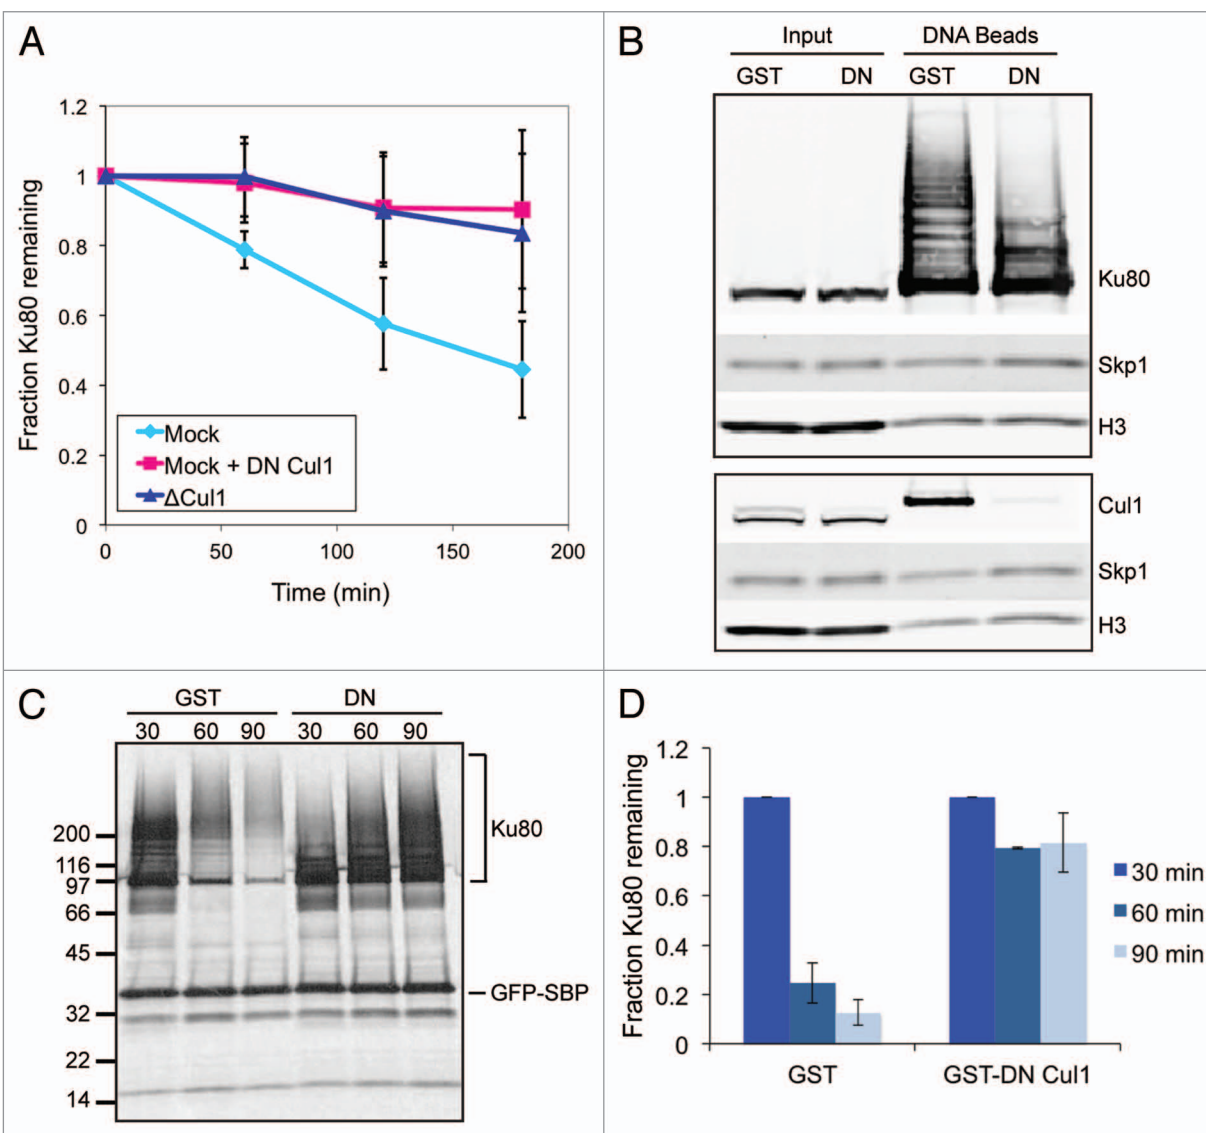 A
1.2
1
0.8
0.6
0.4
0.2
0
Fraction Ku80 remaining
Mock
Mock + DN Cul1
ΔCul1
0 50 100 150 200
Time (min)
B
Input DNA Beads
GST DN GST DN
Ku80
Skp1
H3
Cul1
Skp1
H3
C
GST DN
30 60 90 30 60 90
200
116
97
66
45
32
22
14
Ku80
GFP-SBP
D
1.2
1
0.8
0.6
0.4
0.2
0
Fraction Ku80 remaining
GST GST-DN Cul1
30 min
60 min
90 min